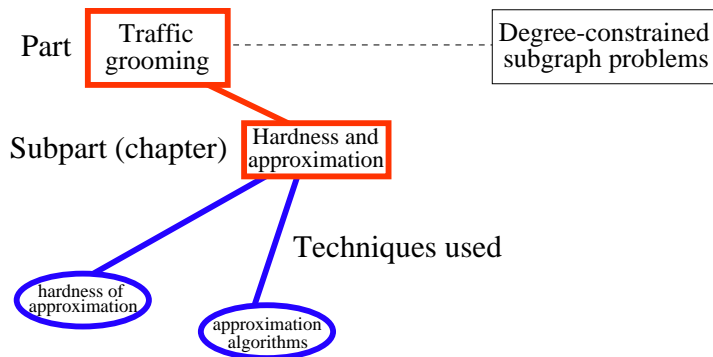 Part
Traffic
grooming
Degree-constrained
subgraph problems
Subpart (chapter)
Hardness and
approximation
Techniques used
hardness of
approximation
approximation
algorithms